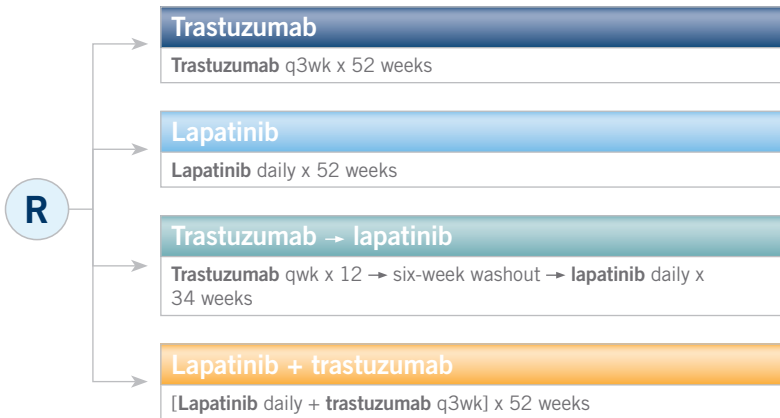 Trastuzumab
Trastuzumab q3wk x 52 weeks
Lapatinib
Lapatinib daily x 52 weeks
R
Trastuzumab → lapatinib
Trastuzumab qwk x 12 → six-week washout → lapatinib daily x
34 weeks
Lapatinib + trastuzumab
[Lapatinib daily + trastuzumab q3wk] x 52 weeks